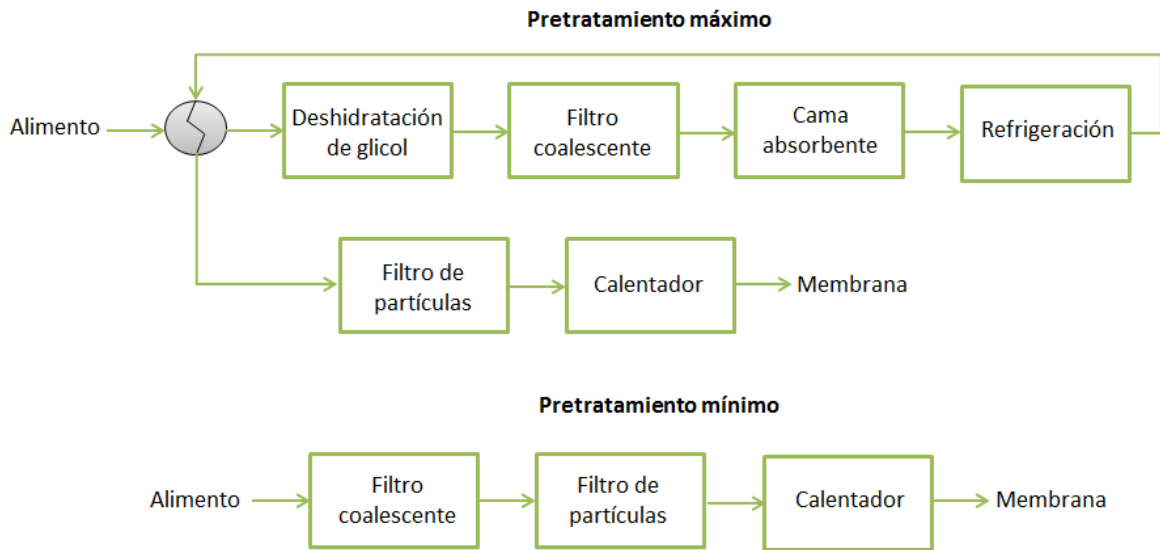 Pretratamiento máximo
Alimento
Deshidratación
de glicol
Filtro
coalescente
Cama
absorbente
Refrigeración
Filtro de
partículas
Calentador
Membrana
Pretratamiento mínimo
Alimento
Filtro
coalescente
Filtro de
partículas
Calentador
Membrana